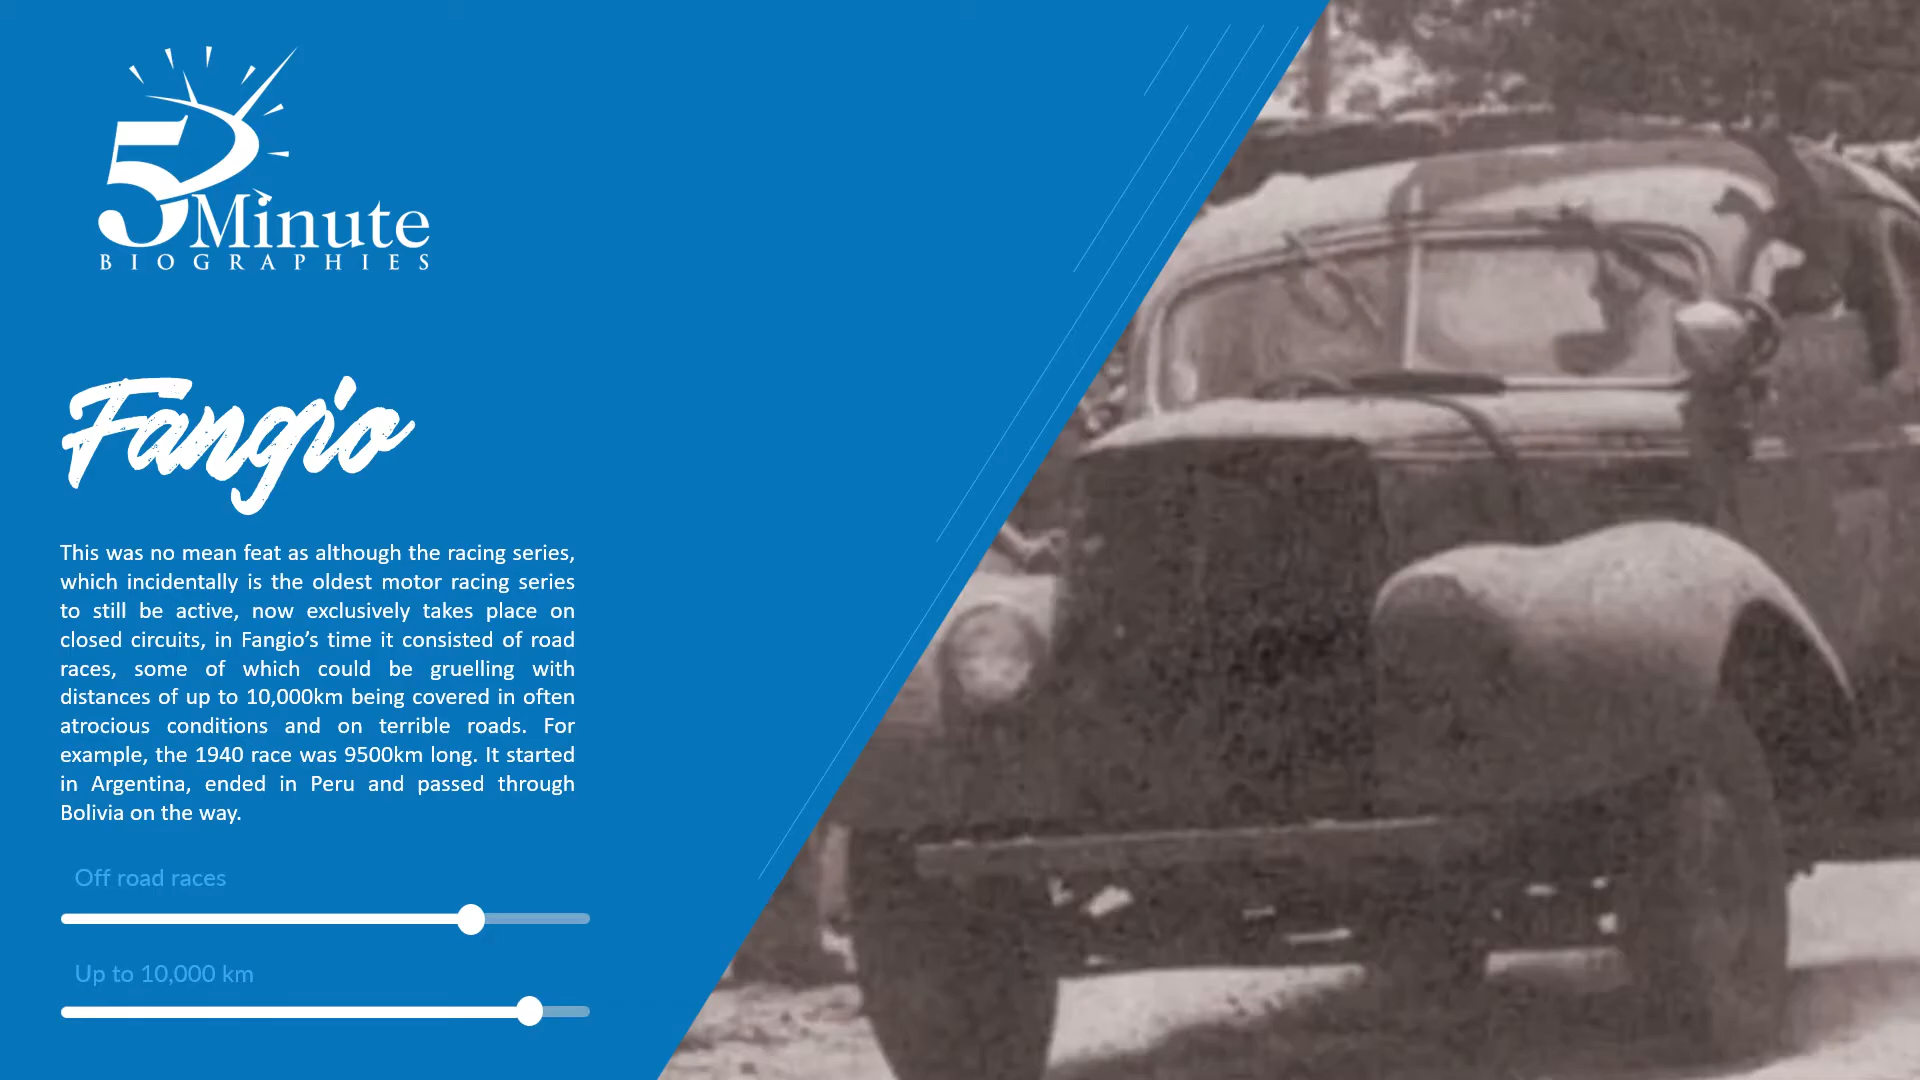 5 Minute
BIOGRAPHIES
Fangio
This was no mean feat as although the racing series,
which incidentally is the oldest motor racing series
to still be active, now exclusively takes place on
closed circuits, in Fangio’s time it consisted of road
races, some of which could be gruelling with
distances of up to 10,000km being covered in often
atrocious conditions and on terrible roads. For
example, the 1940 race was 9500km long. It started
in Argentina, ended in Peru and passed through
Bolivia on the way.
Off road races
Up to 10,000 km